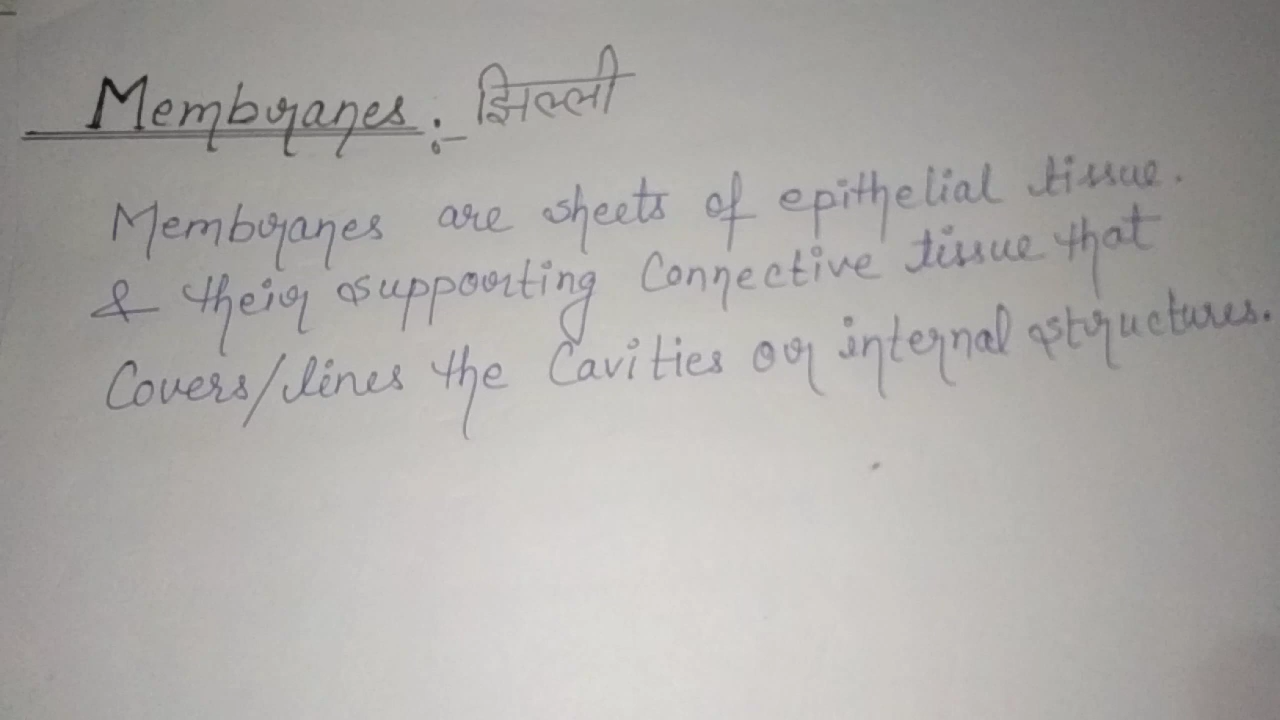 Membranes :- झिल्ली
Membranes are sheets of epithelial tissue.
& their supporting Connective tissue that
Covers/lines the Cavities or internal structures.